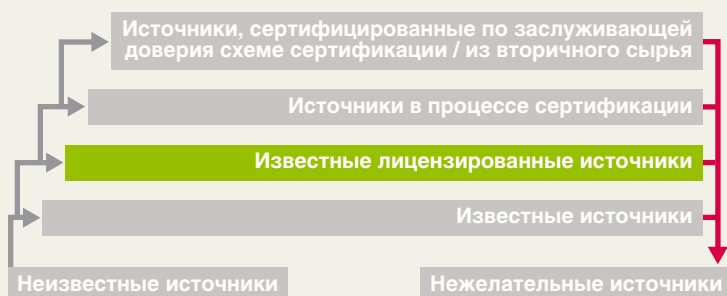 Источники, сертифицированные по заслуживающей
доверия схеме сертификации / из вторичного сырья
Источники в процессе сертификации
Известные лицензированные источники
Известные источники
Неизвестные источники
Нежелательные источники